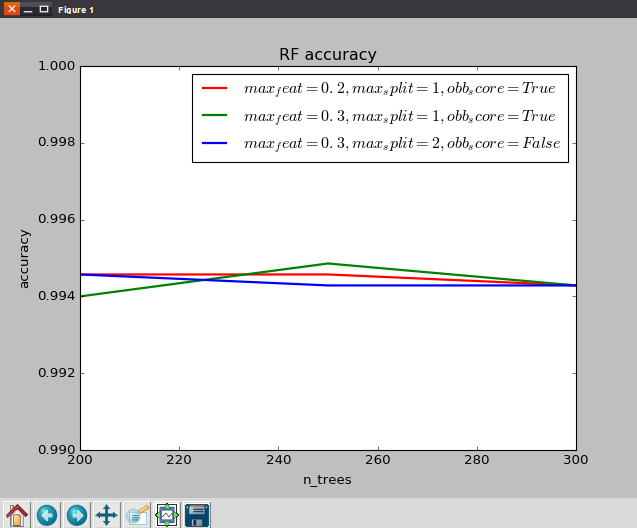 Figure 1
RF accuracy
1.000
0.998
0.996
0.994
0.992
0.990
accuracy
max_feat = 0.2, max_split = 1, obb_score = True
max_feat = 0.3, max_split = 1, obb_score = True
max_feat = 0.3, max_split = 2, obb_score = False
200 220 240 260 280 300
n_trees